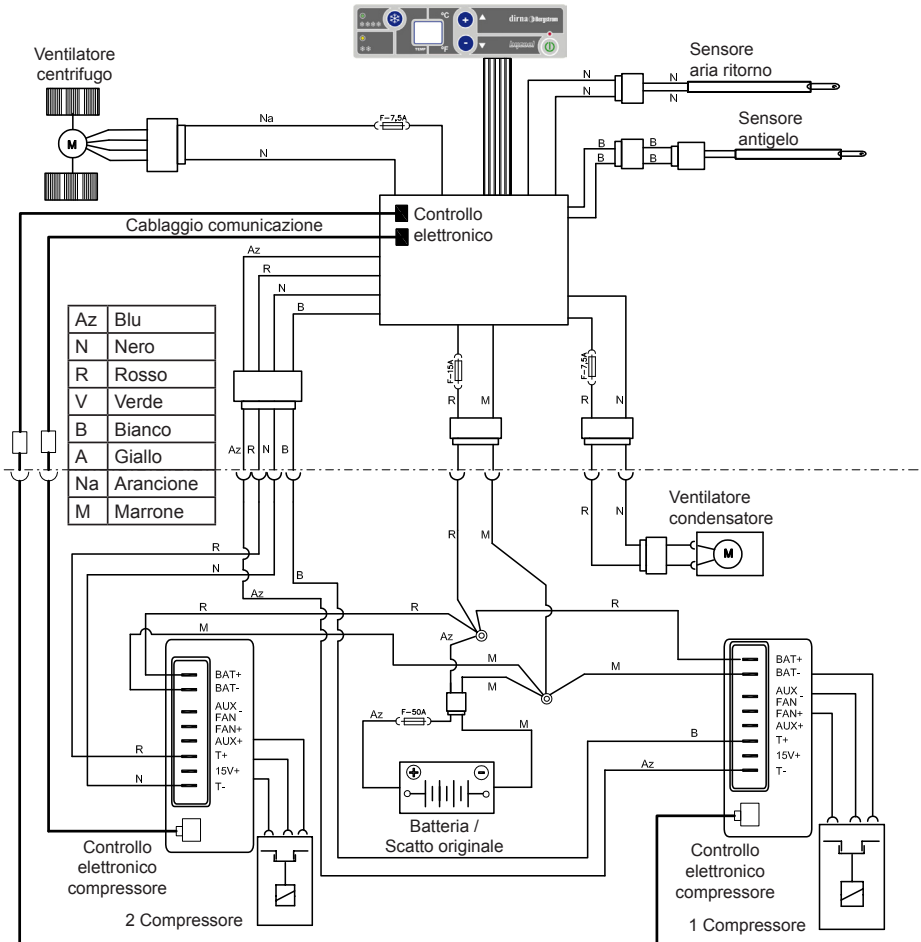 °C
°F
TEMP
dirna Bergstrom
Ventilatore
centrifugo
M
Na
F-7,5A
N
N
N
N
N
Sensore
aria ritorno
B
B
B
B
Sensore
antigelo
Controllo
elettronico
Cablaggio comunicazione
Az
R
N
B
Az Blu
N Nero
R Rosso
V Verde
B Bianco
A Giallo
Na Arancione
M Marrone
F-15A
F-7,5A
R M
R N
Az R N B
R M
R N
Ventilatore
condensatore
M
R
N
B
Az
R
R
R
M
Az
M
M
M
BAT+
BAT-
AUX
FAN -
FAN+
AUX+
T+
15V+
T-
BAT+
BAT-
AUX
FAN -
FAN+
AUX+
T+
15V+
T-
Az
F-50A
M
R
N
B
Az
Batteria /
Scatto originale
Controllo
elettronico
compressore
2 Compressore
Controllo
elettronico
compressore
1 Compressore